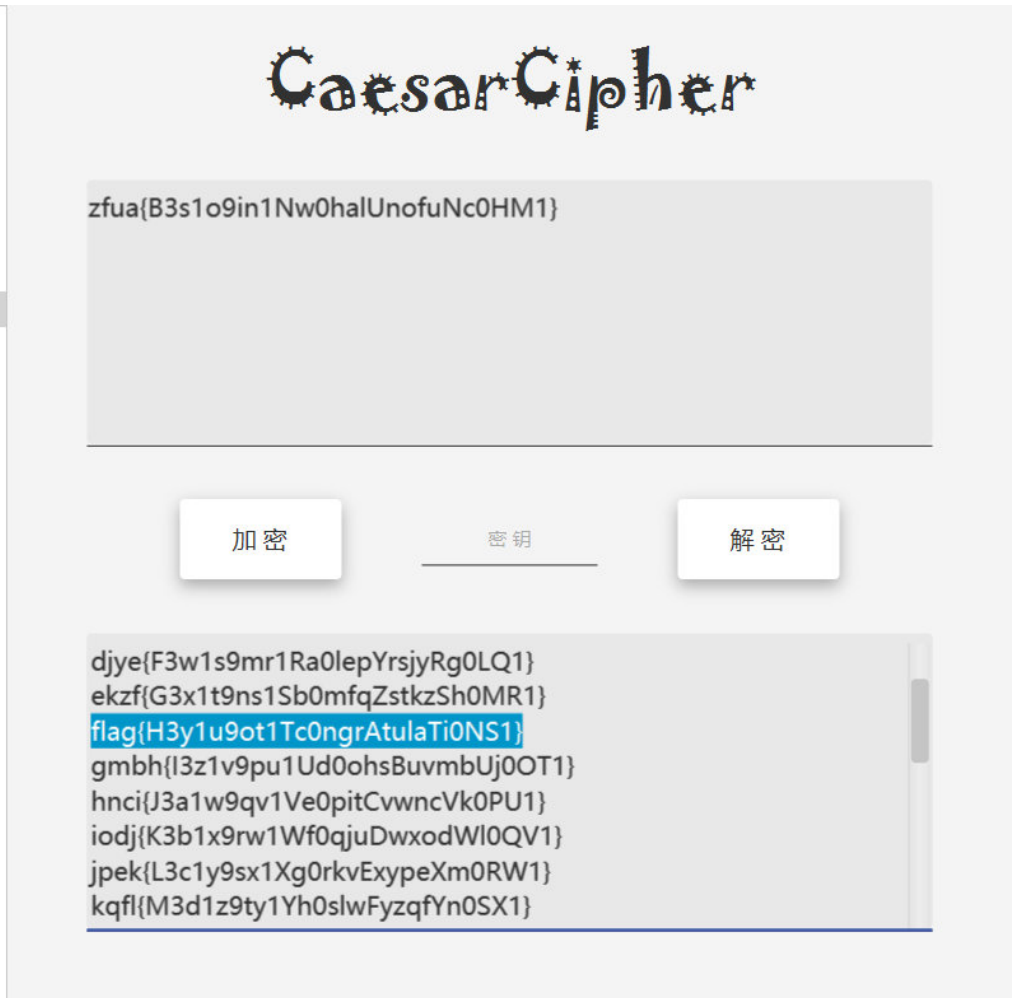 CaesarCipher
zfua{B3s1o9in1Nw0halUnofuNc0HM1}
加密 密钥 解密
djye{F3w1s9mr1Ra0lepYrsjyRg0LQ1}
ekzf{G3x1t9ns1Sb0mfqZstkzSh0MR1}
flag{H3y1u9ot1Tc0ngrAtulaTi0NS1}
gmbh{I3z1v9pu1Ud0ohsBuvmbUj0OT1}
hnci{J3a1w9qv1Ve0pitCvwncVk0PU1}
iodj{K3b1x9rw1Wf0qjuDwxodWl0QV1}
jpek{L3c1y9sx1Xg0rkvExypeXm0RW1}
kqfl{M3d1z9ty1Yh0slwFyzqfYn0SX1}